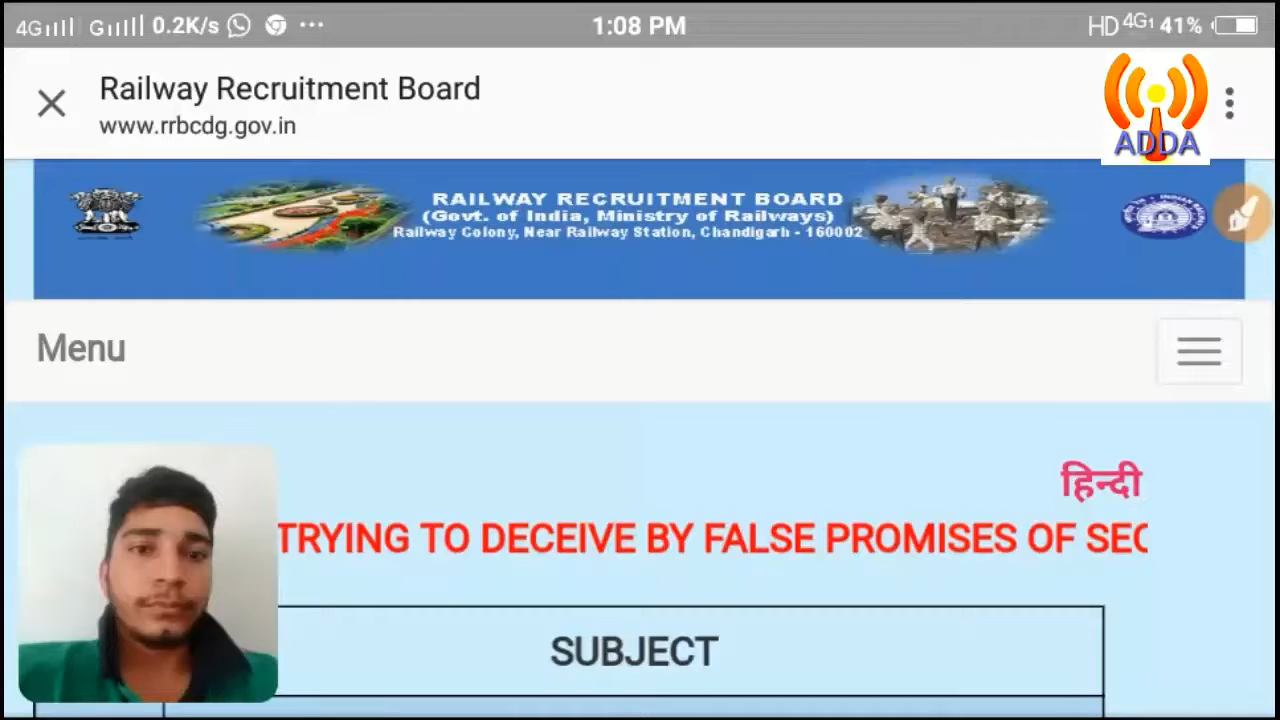 4G G 0.2K/s 1:08 PM HD 4G1 41%
Railway Recruitment Board
www.rrbcdg.gov.in
ADDA
RAILWAY RECRUITMENT BOARD
(Govt. of India, Ministry of Railways)
Railway Colony, Near Railway Station, Chandigarh - 160002
Menu
हिन्दी
TRYING TO DECEIVE BY FALSE PROMISES OF SEC
SUBJECT